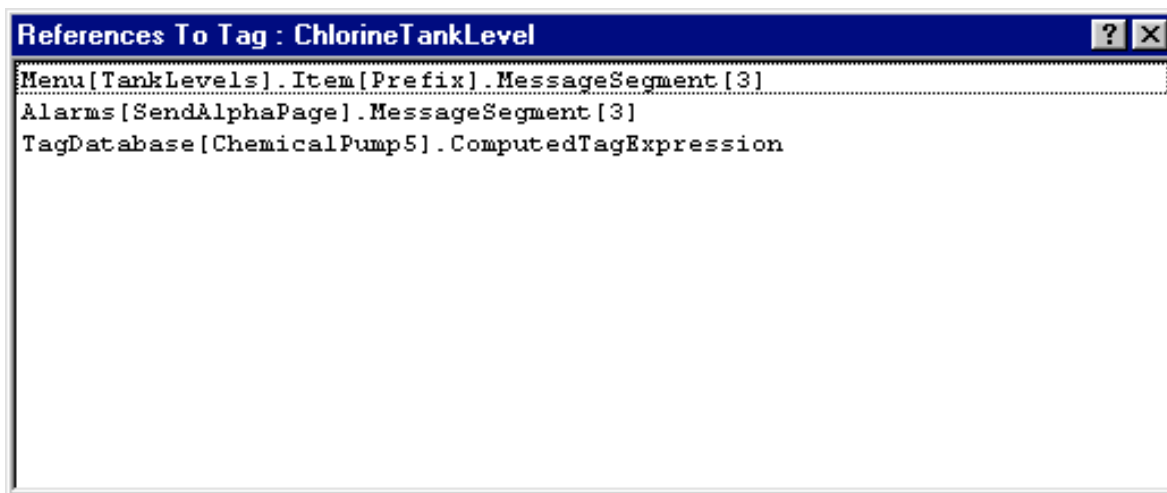 References To Tag : ChlorineTankLevel
? X
Menu[TankLevels].Item[Prefix].MessageSegment[3]
Alarms[SendAlphaPage].MessageSegment[3]
TagDatabase[ChemicalPump5].ComputedTagExpression